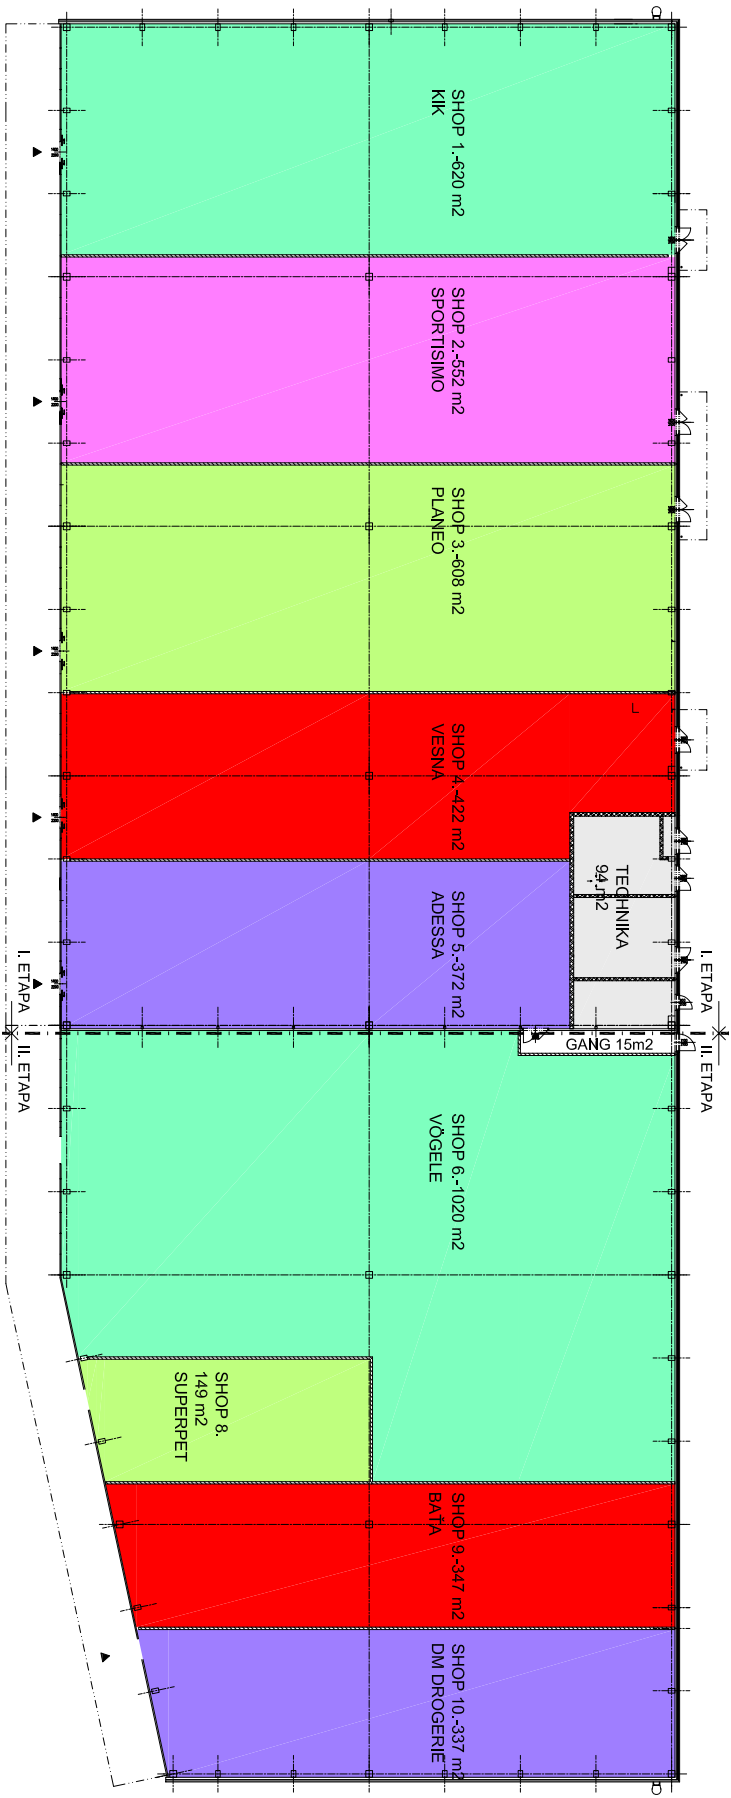 SHOP 1.-620 m2
KIK
SHOP 2.-552 m2
SPORTISIMO
SHOP 3.-608 m2
PLANEO
SHOP 4.-422 m2
VESNA
TECHNIKA
94.m2
SHOP 5.-372 m2
ADESSA
I. ETAPA
I. ETAPA
II. ETAPA
II. ETAPA
GANG 15m2
SHOP 6.-1020 m2
VÖGELE
SHOP 8.
149 m2
SUPERPET
SHOP 9.-347 m2
BAŤA
SHOP 10.-337 m2
DM DROGERIE